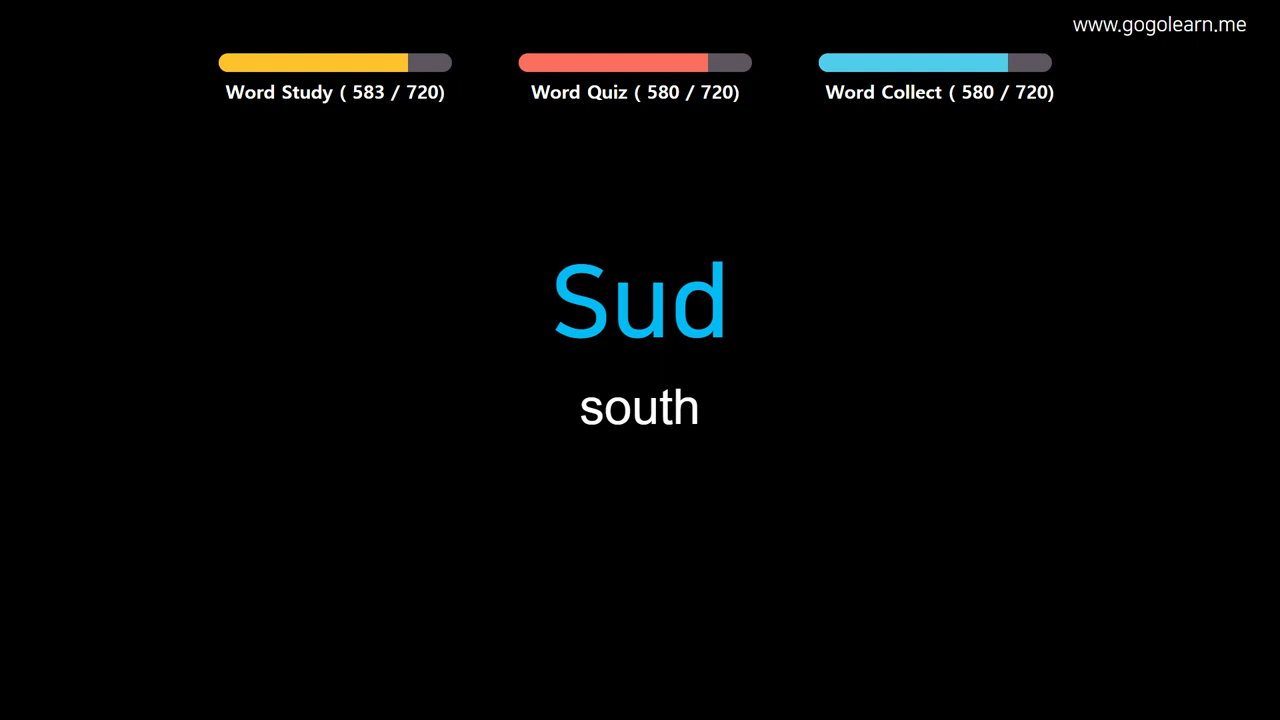 www.gogolearn.me
Word Study ( 583 / 720)
Word Quiz ( 580 / 720)
Word Collect ( 580 / 720)
Sud
south